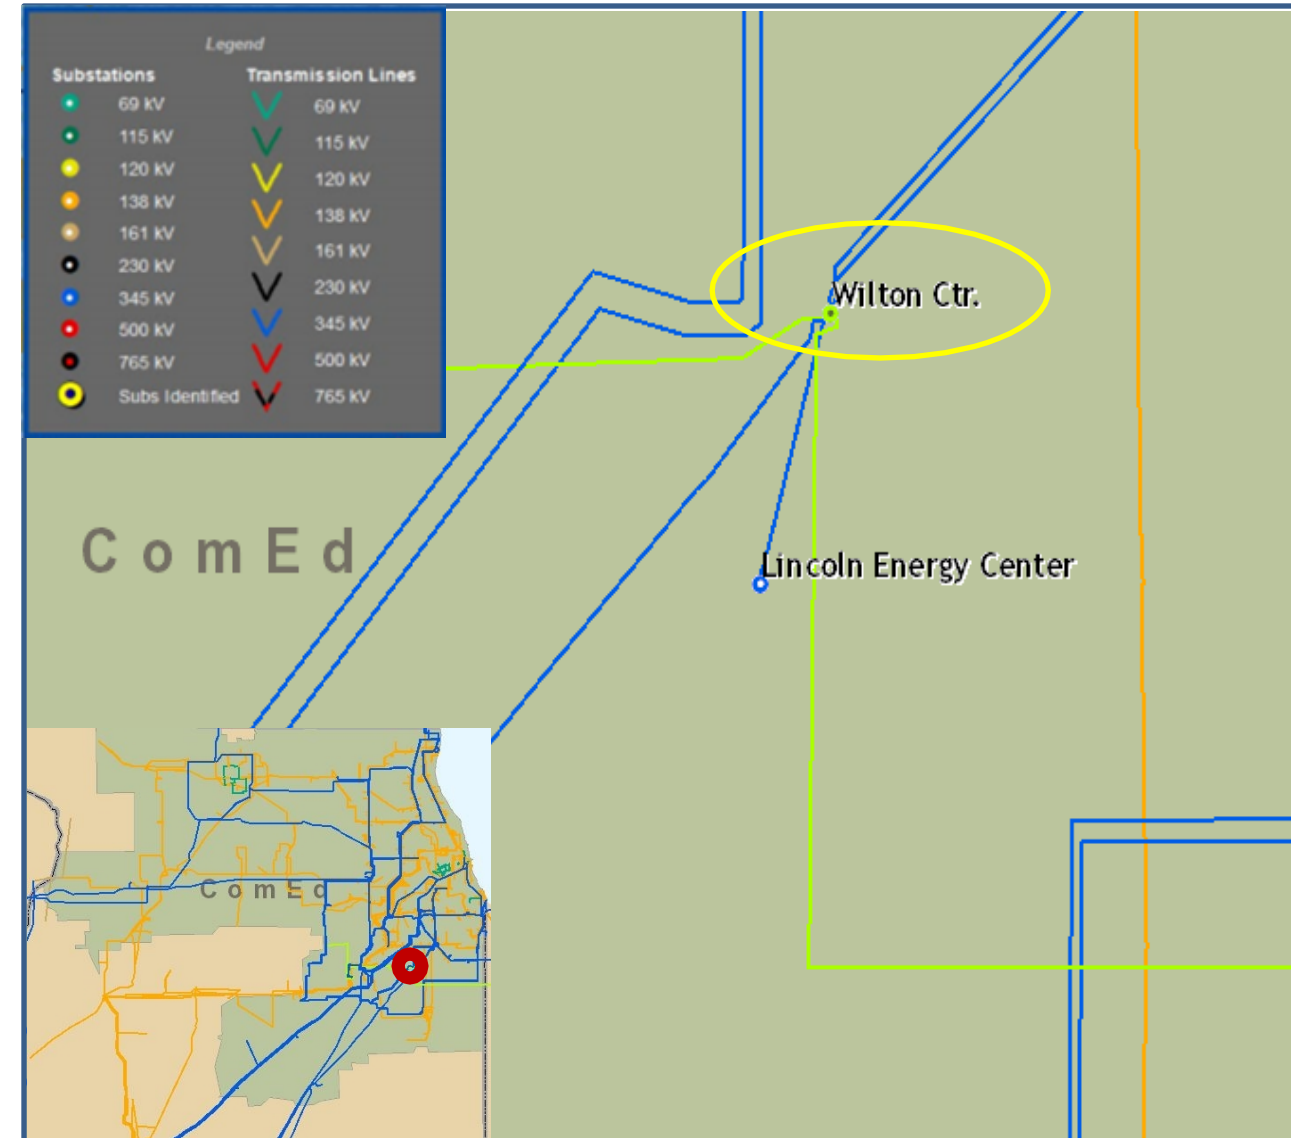 Legend
Substations Transmission Lines
69 kV 69 kV
115 kV 115 kV
120 kV 120 kV
138 kV 138 kV
161 kV 161 kV
230 kV 230 kV
345 kV 345 kV
500 kV 500 kV
765 kV 765 kV
Subs Identified
Wilton Ctr.
ComEd
Lincoln Energy Center
ComEd